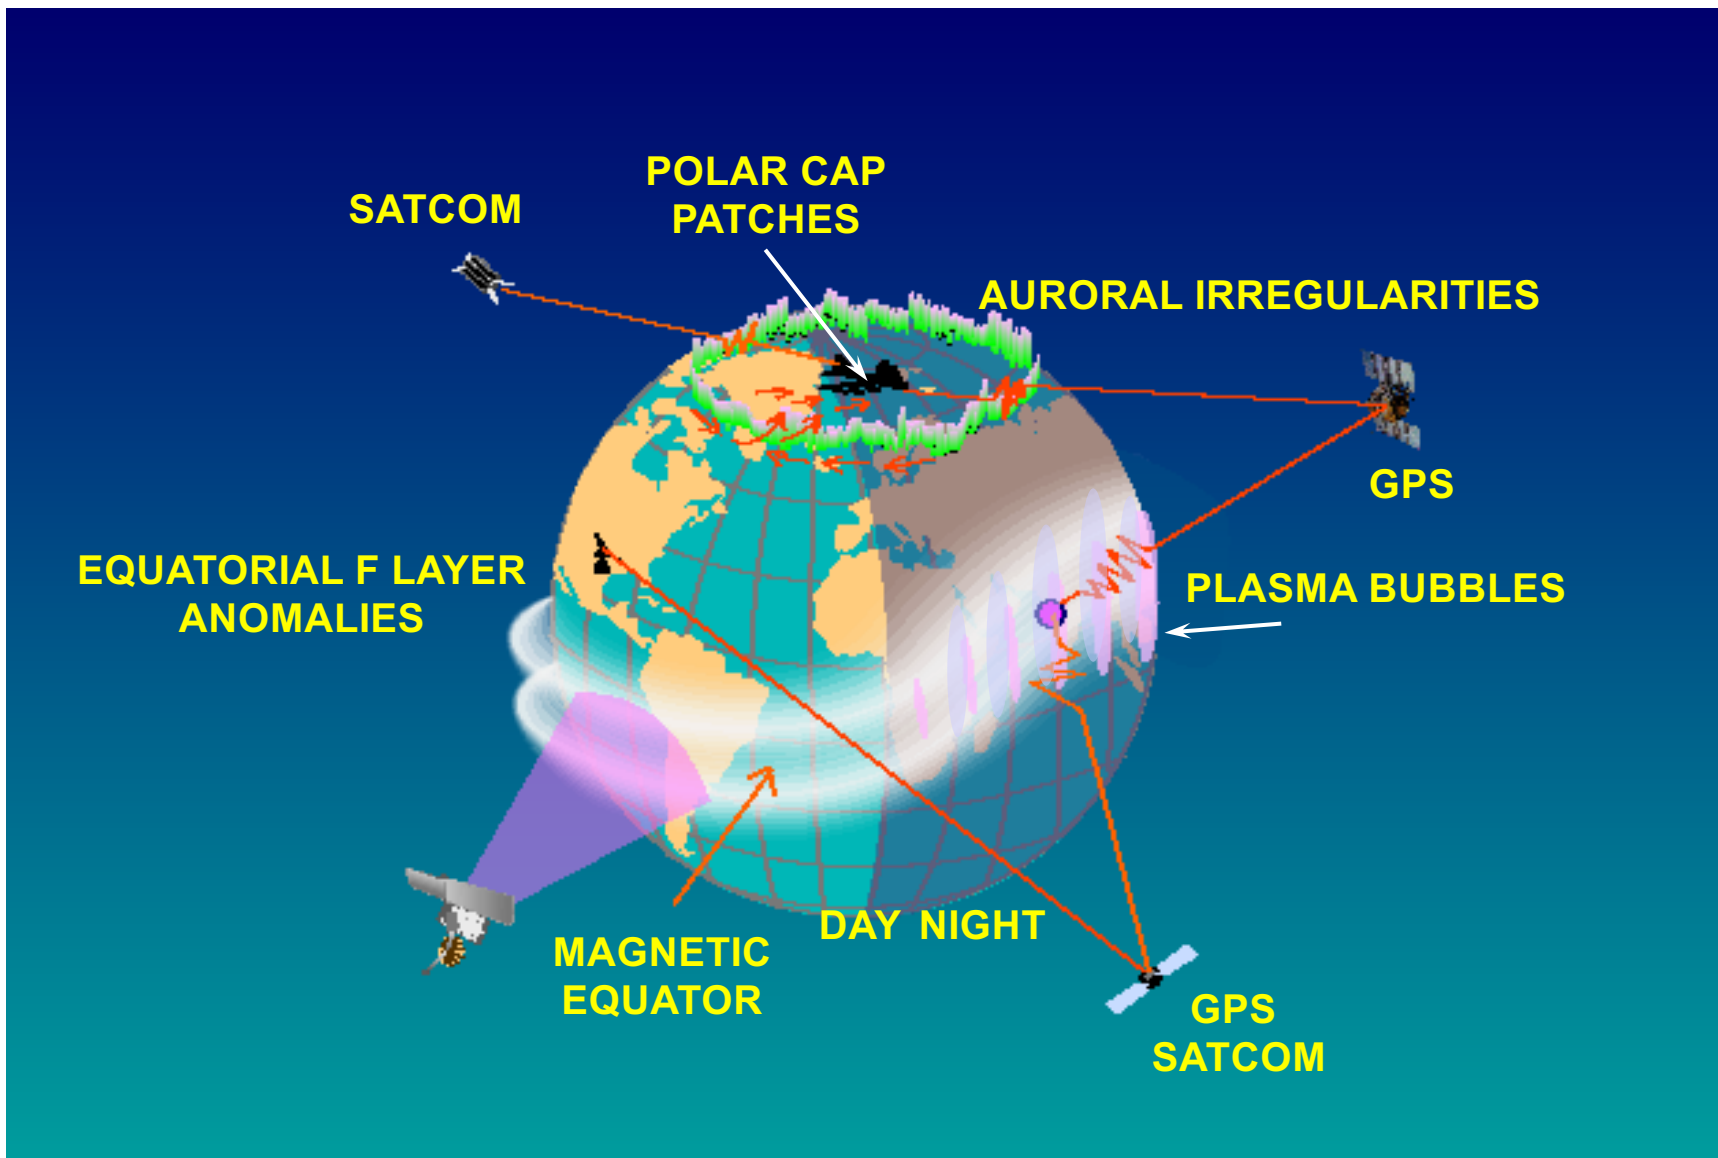 POLAR CAP
PATCHES
SATCOM
AURORAL IRREGULARITIES
GPS
EQUATORIAL F LAYER
ANOMALIES
PLASMA BUBBLES
DAY NIGHT
MAGNETIC
EQUATOR
GPS
SATCOM